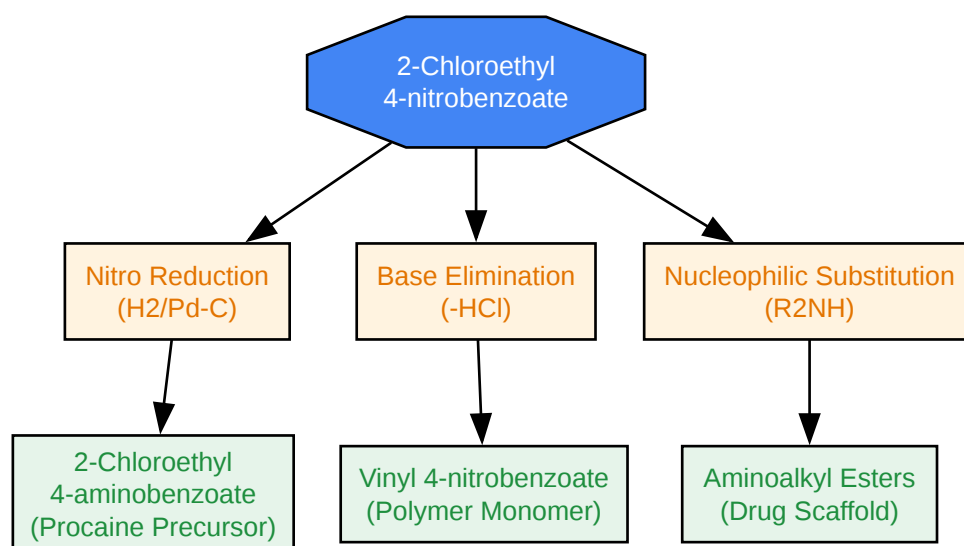 2-Chloroethyl
4-nitrobenzoate
Nitro Reduction
(H2/Pd-C)
Base Elimination
(-HCl)
Nucleophilic Substitution
(R2NH)
2-Chloroethyl
4-aminobenzoate
(Procaine Precursor)
Vinyl 4-nitrobenzoate
(Polymer Monomer)
Aminoalkyl Esters
(Drug Scaffold)